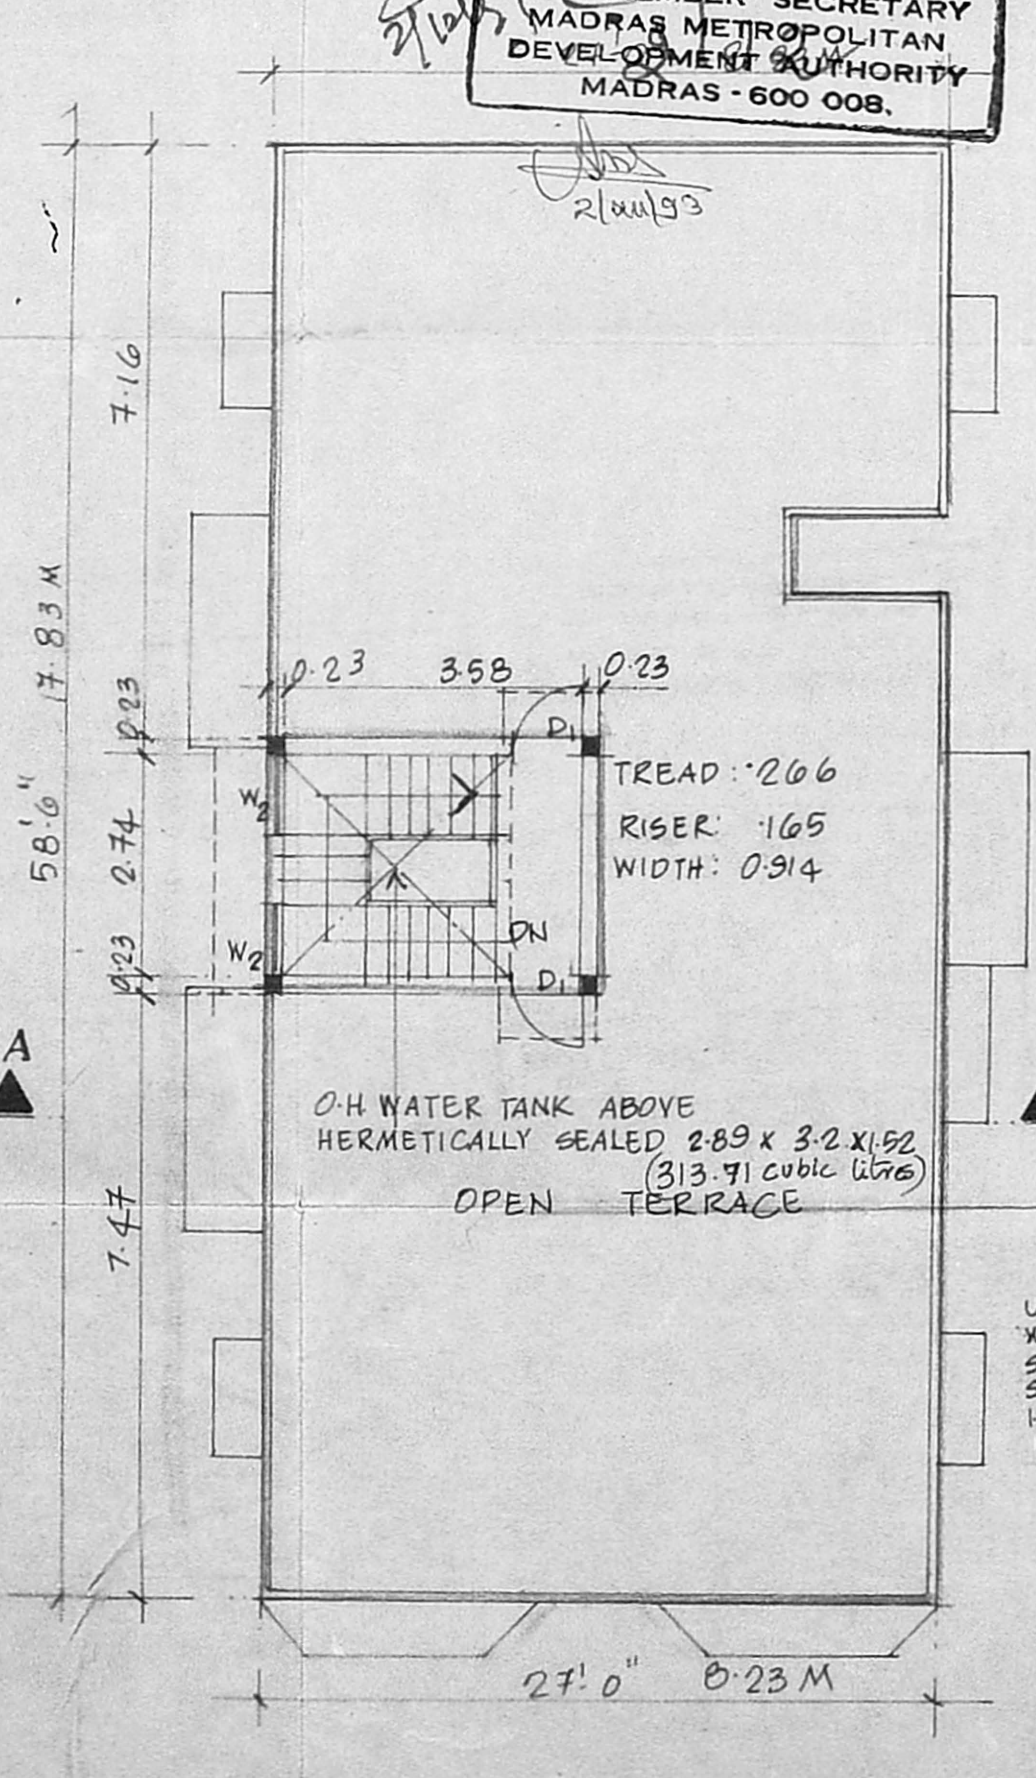 SECRETARY
MADRAS METROPOLITAN
DEVELOPMENT AUTHORITY
MADRAS - 600 008.
2/XII/93
7.16
17.83 M
58'6"
0.23
2.74
0.23
7.47
0.23 3.58 0.23
D1
W2
TREAD: .266
RISER: .165
WIDTH: 0.914
DN
W2
D1
A
O.H. WATER TANK ABOVE
HERMETICALLY SEALED 2.89 X 3.2 X 1.52
(313.71 cubic litres)
OPEN TERRACE
27'.0" 8.23 M